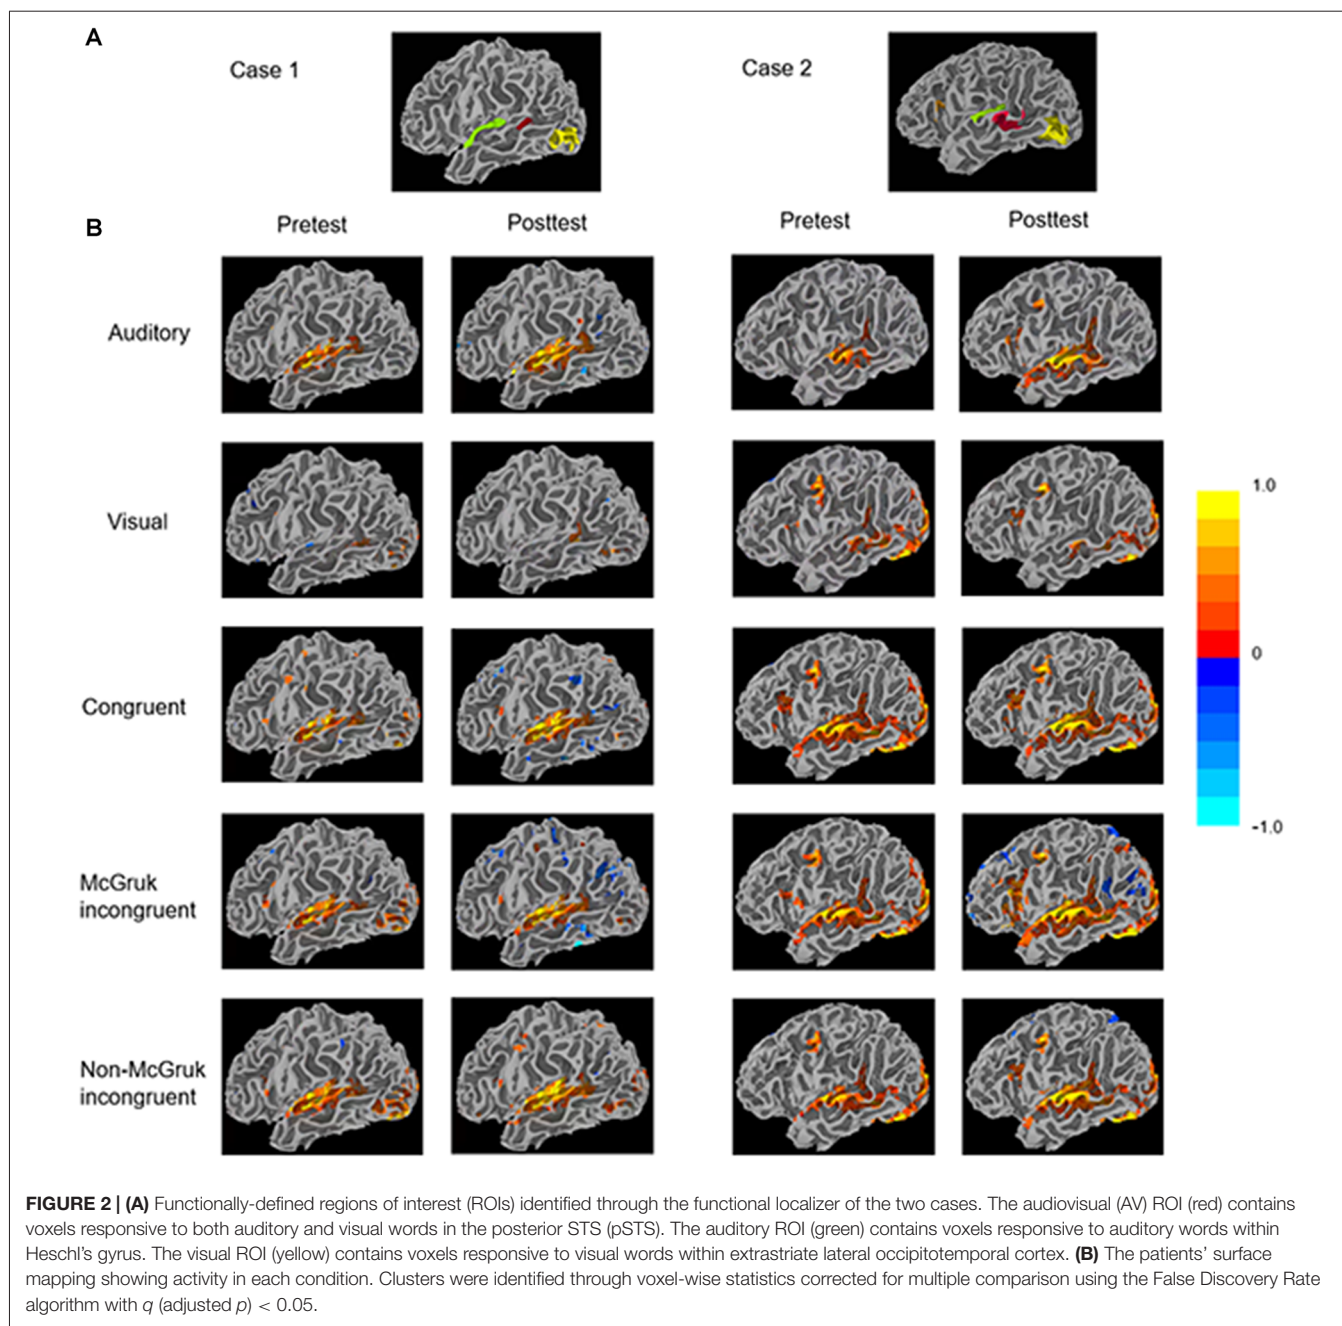 A
Case 1
Case 2
B
Pretest
Posttest
Pretest
Posttest
Auditory
Visual
1.0
0
-1.0
Congruent
McGruk
incongruent
Non-McGruk
incongruent
FIGURE 2 | (A) Functionally-defined regions of interest (ROIs) identified through the functional localizer of the two cases. The audiovisual (AV) ROI (red) contains
voxels responsive to both auditory and visual words in the posterior STS (pSTS). The auditory ROI (green) contains voxels responsive to auditory words within
Heschl's gyrus. The visual ROI (yellow) contains voxels responsive to visual words within extrastriate lateral occipitotemporal cortex. (B) The patients' surface
mapping showing activity in each condition. Clusters were identified through voxel-wise statistics corrected for multiple comparison using the False Discovery Rate
algorithm with q (adjusted p) < 0.05.